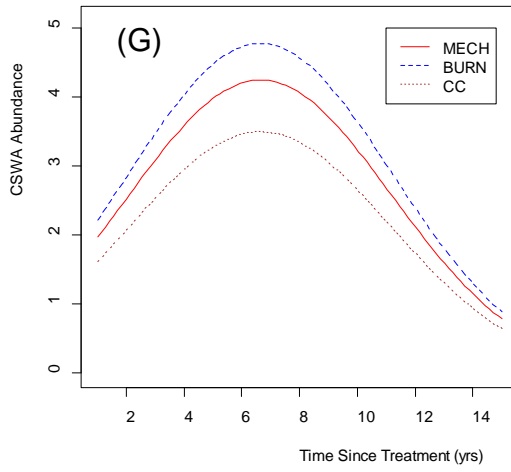 (G)
MECH
BURN
CC
CSWA Abundance
5
4
3
2
1
0
2 4 6 8 10 12 14
Time Since Treatment (yrs)